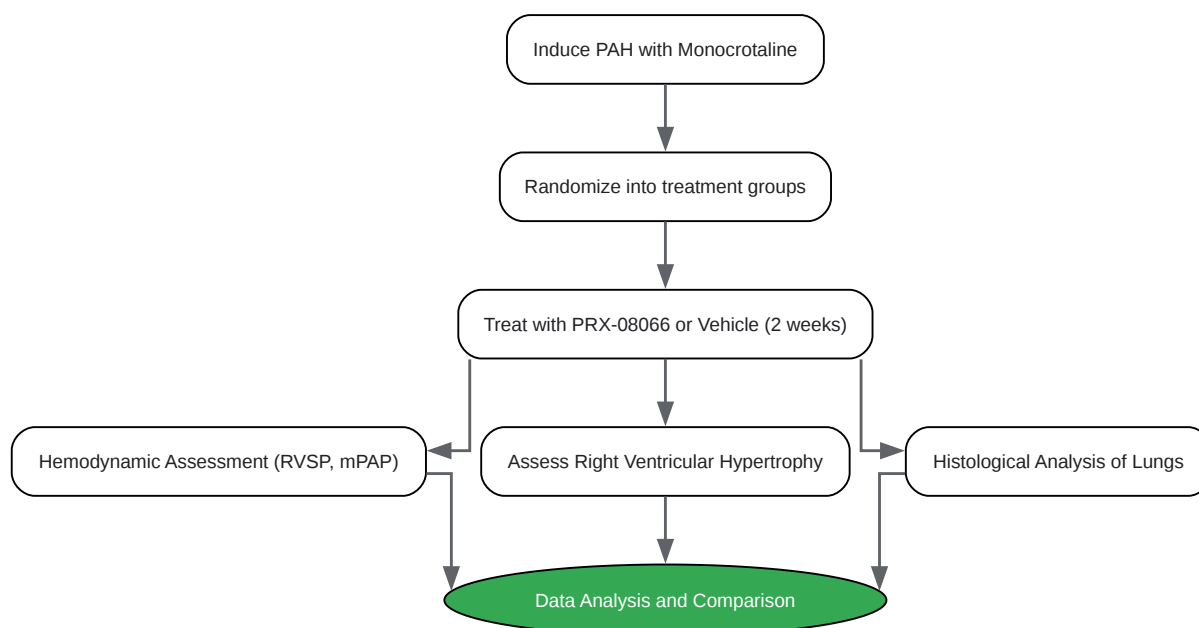 Induce PAH with Monocrotaline
Randomize into treatment groups
Treat with PRX-08066 or Vehicle (2 weeks)
Hemodynamic Assessment (RVSP, mPAP)
Assess Right Ventricular Hypertrophy
Histological Analysis of Lungs
Data Analysis and Comparison